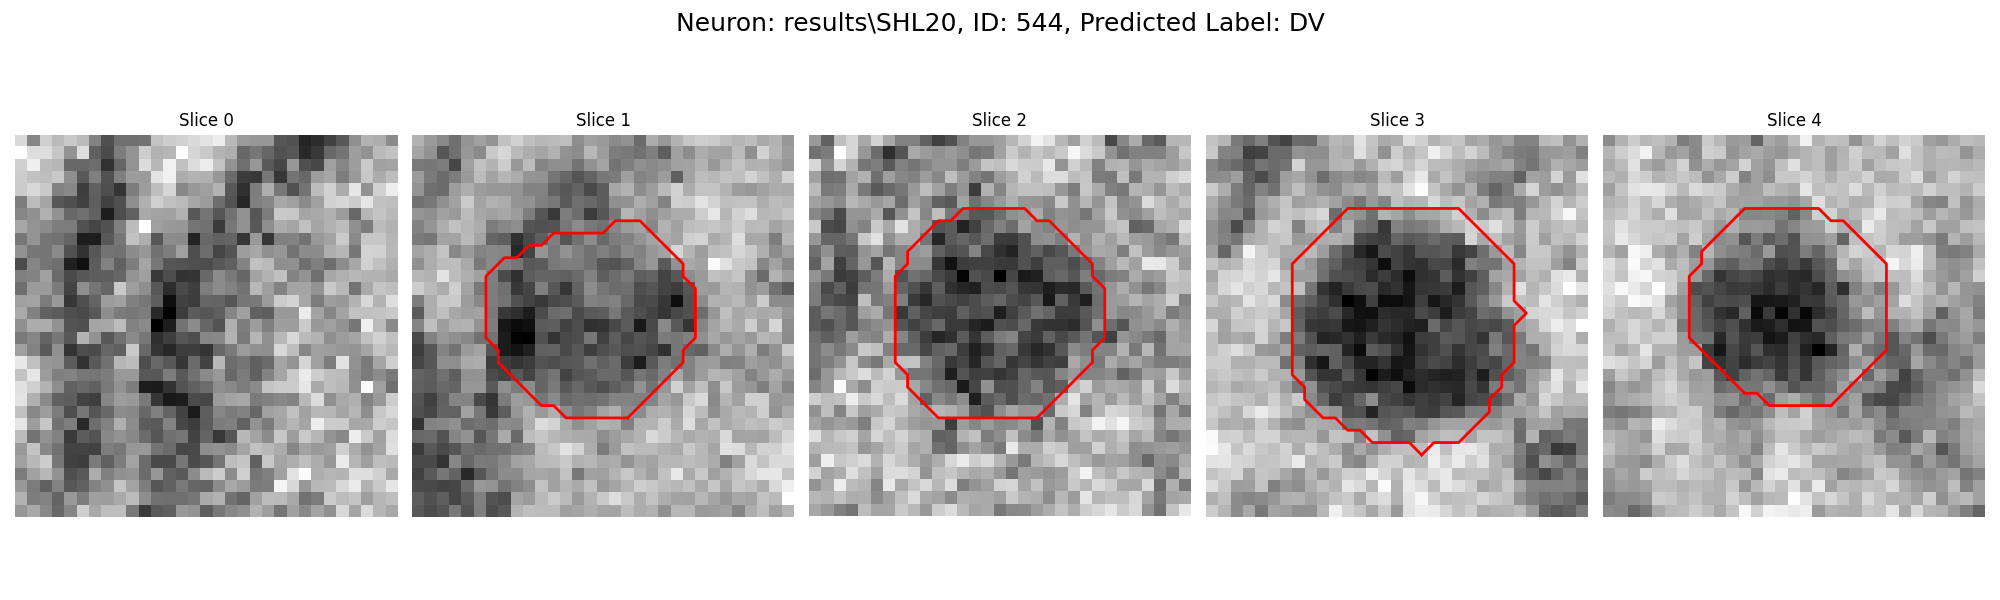 Neuron: results\SHL20, ID: 544, Predicted Label: DV
Slice 0
Slice 1
Slice 2
Slice 3
Slice 4